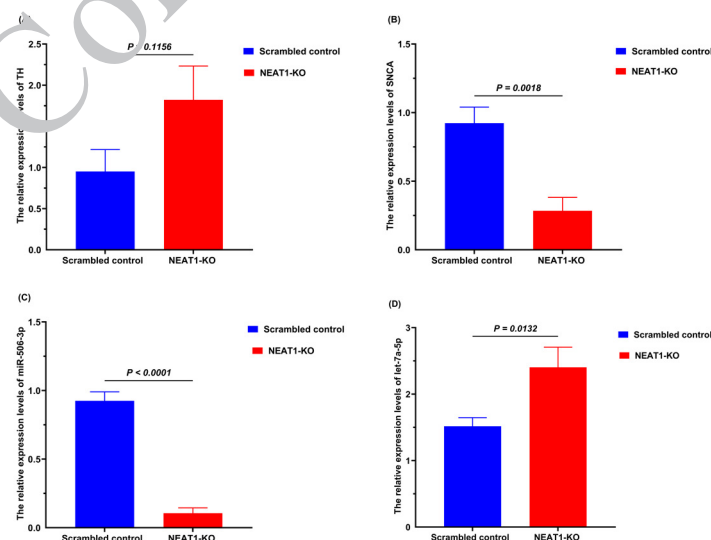 (A)
2.5
2.0
1.0
0.5
0.0
The relative expression levels of TH
P = 0.1156
Scrambled control
NEAT1-KO
Scrambled control
NEAT1-KO
(B)
1.5
1.0
0.5
0.0
The relative expression levels of SNCA
P = 0.0018
Scrambled control
NEAT1-KO
Scrambled control
NEAT1-KO
(C)
1.5
1.0
0.5
0.0
The relative expression levels of miR-506-3p
P < 0.0001
Scrambled control
NEAT1-KO
Scrambled control
NEAT1-KO
(D)
3
2
1
0
The relative expression levels of let-7a-5p
P = 0.0132
Scrambled control
NEAT1-KO
Scrambled control
NEAT1-KO